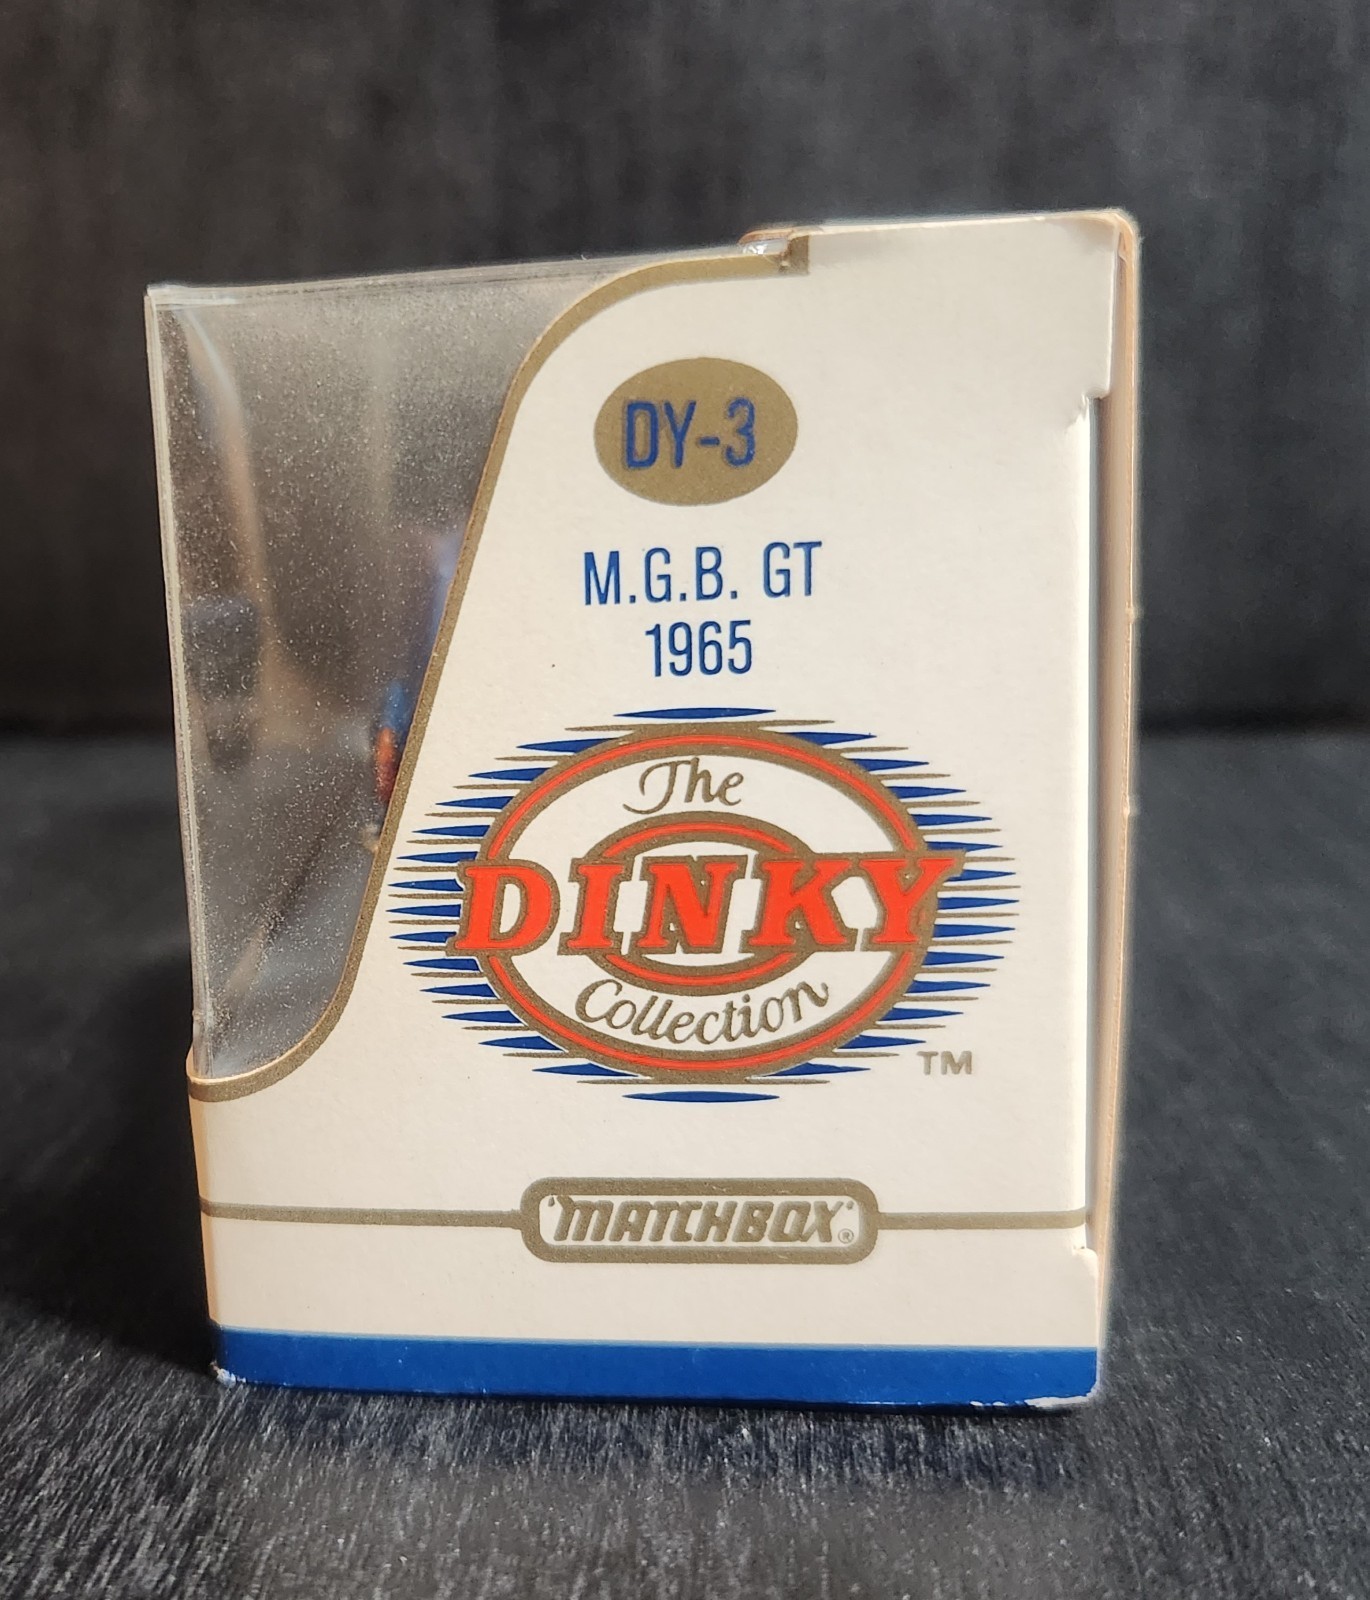 DY-3
M.G.B. GT
1965
The
DINKY
Collection
TM
"MATCHBOX"®